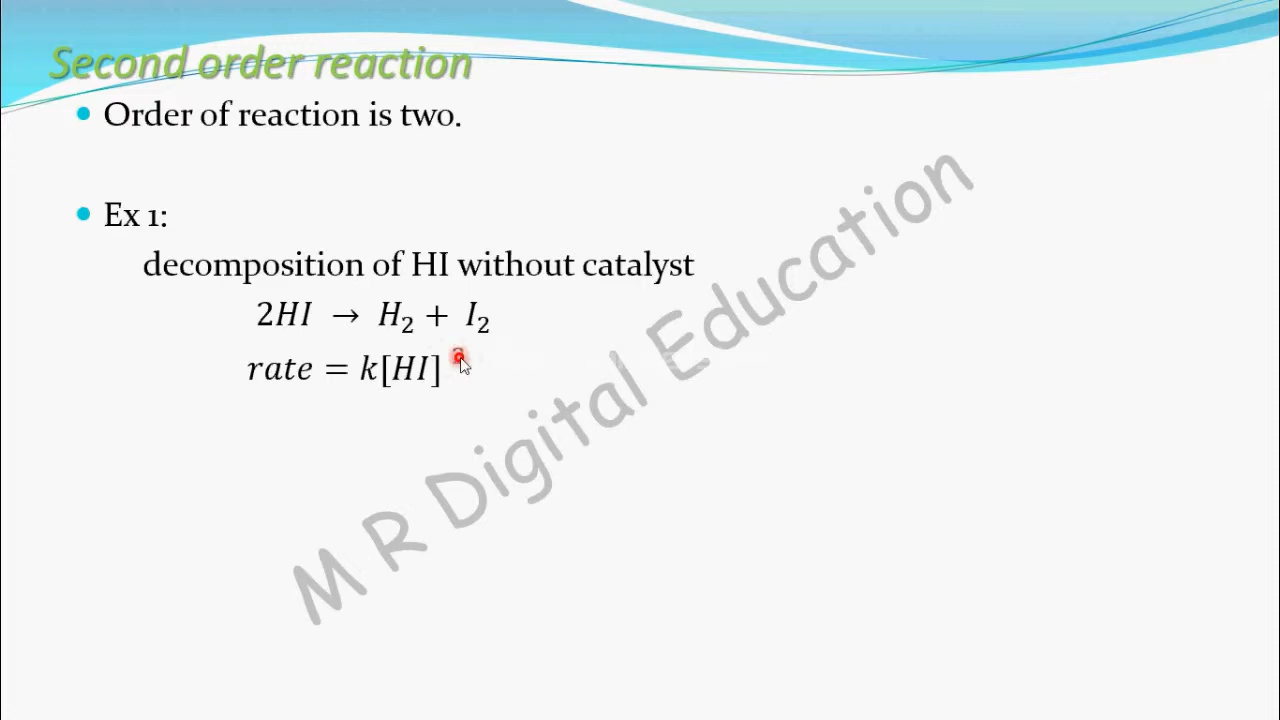 Second order reaction
Order of reaction is two.
Ex 1:
decomposition of HI without catalyst
2HI → H₂ + I₂
rate = k[HI]
M R Digital Education